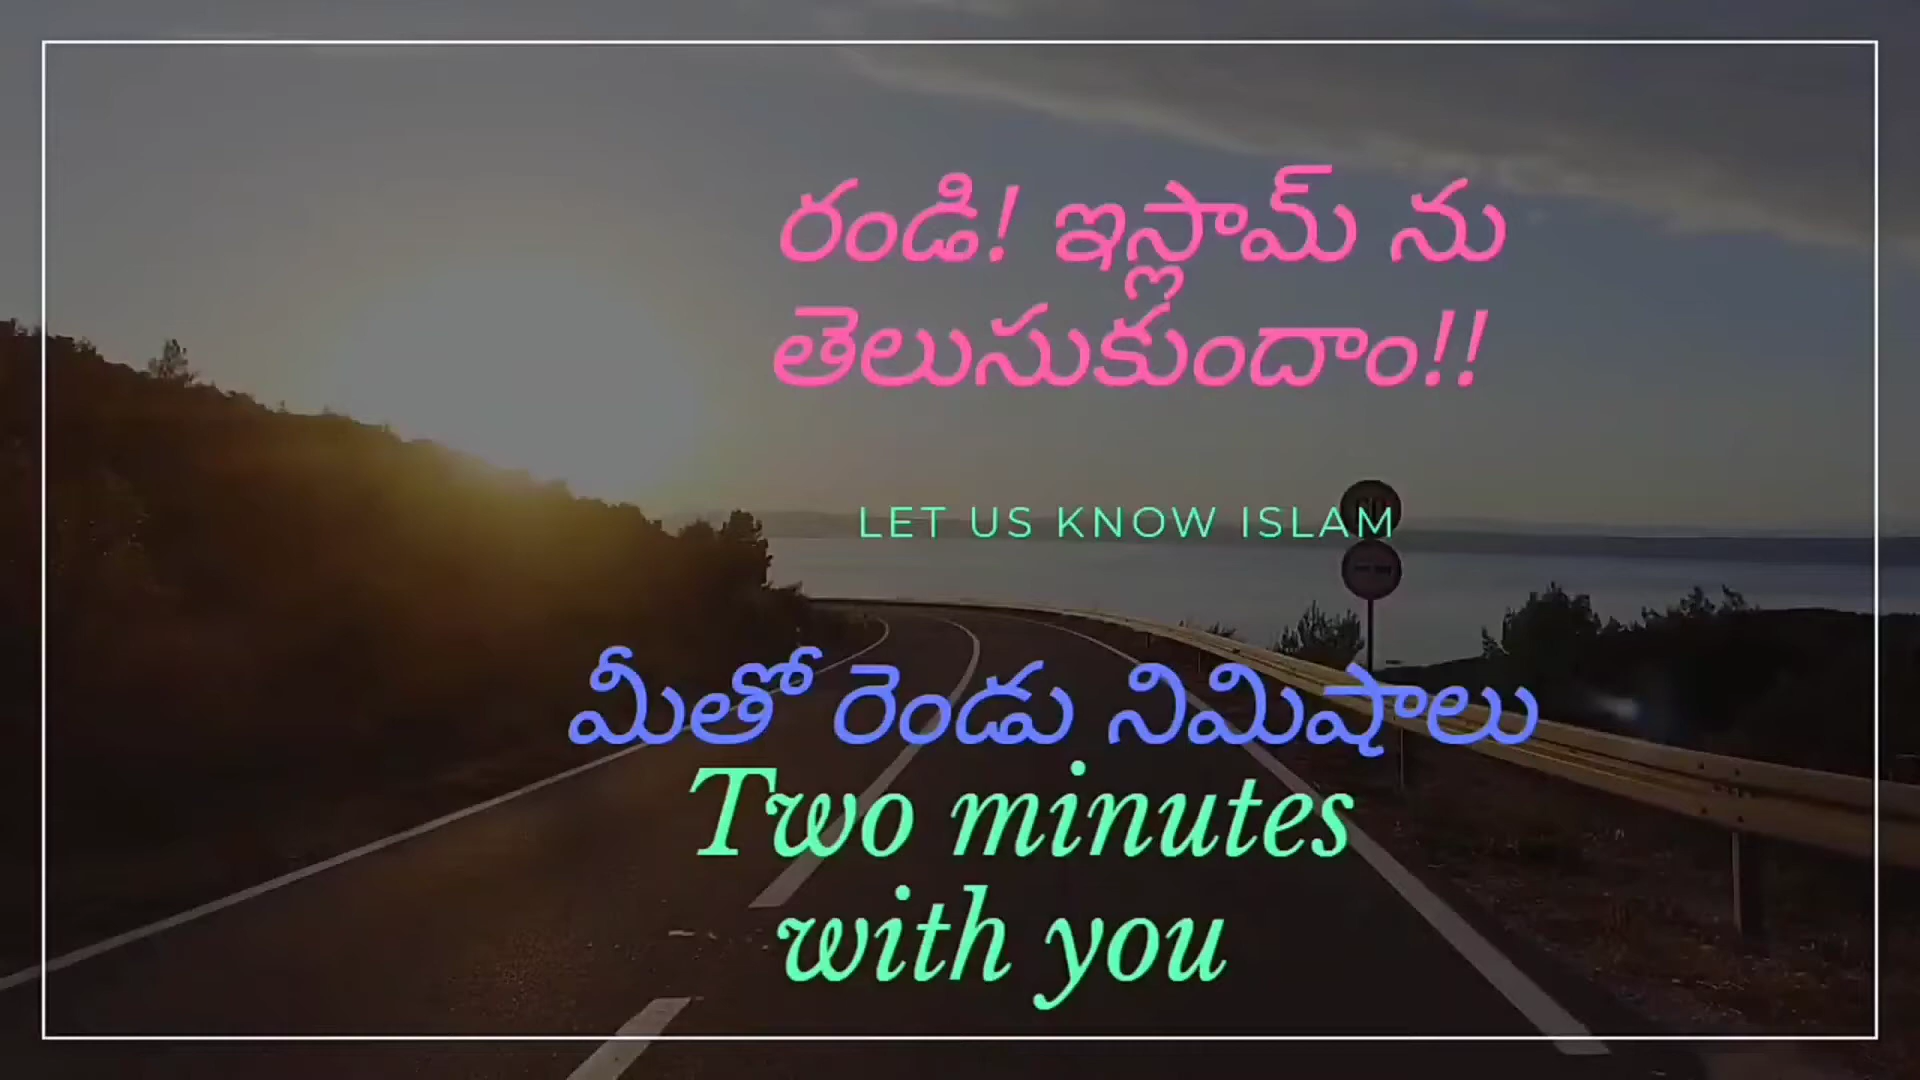 రండి! ఇస్లామ్ ను
తెలుసుకుందాం!!
LET US KNOW ISLAM
మీతో రెండు నిమిషాలు
Two minutes
with you